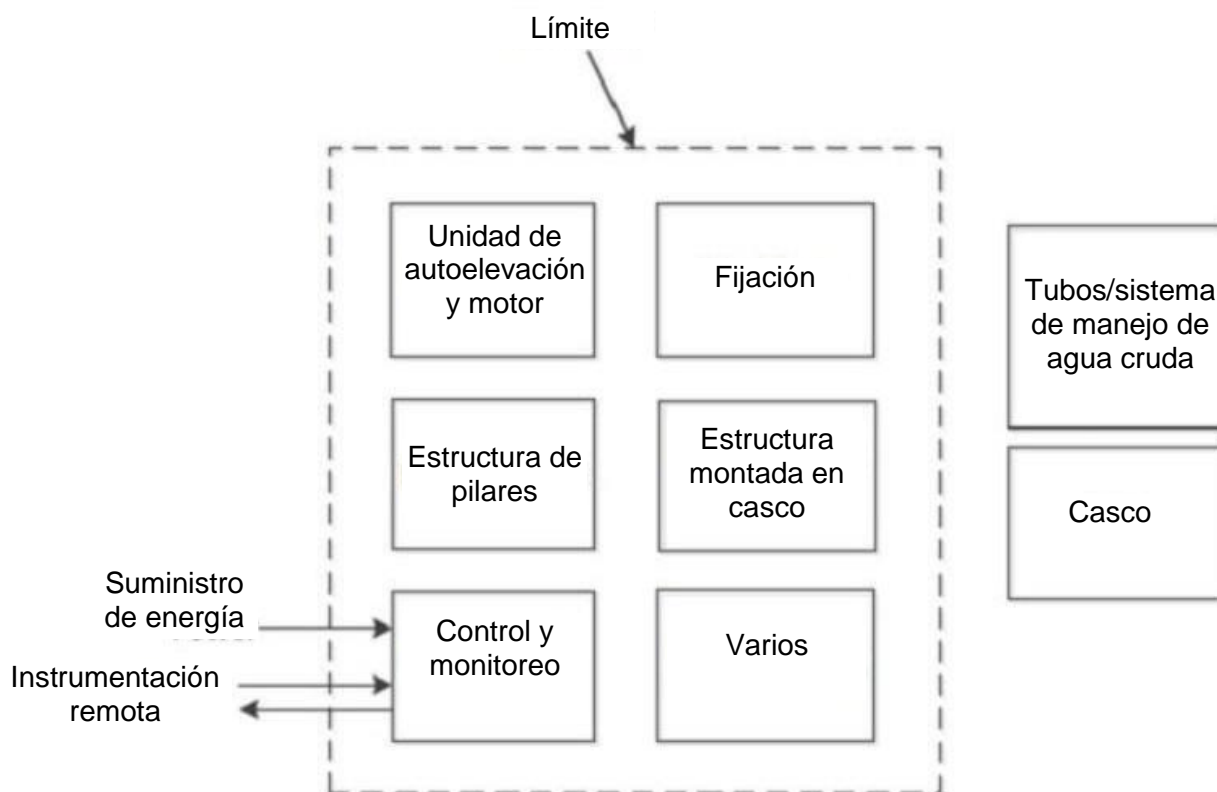 Límite
Unidad de
autoelevación
y motor
Fijación
Tubos/sistema
de manejo de
agua cruda
Estructura de
pilares
Estructura
montada en
casco
Casco
Suministro
de energía
Control y
monitoreo
Varios
Instrumentación
remota